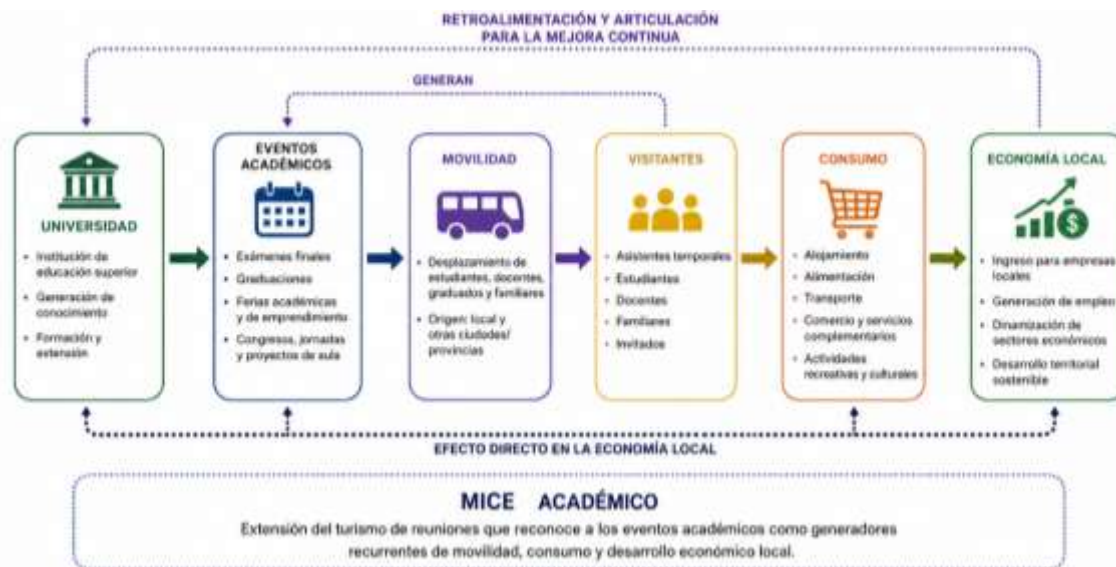 RETROALIMENTACIÓN Y ARTICULACIÓN
PARA LA MEJORA CONTINUA
GENERAN
UNIVERSIDAD
• Institución de
educación superior
• Generación de
conocimiento
• Formación y
extensión
EVENTOS
ACADÉMICOS
• Exámenes finales
• Graduaciones
• Ferias académicas
y de emprendimiento
• Congresos, jornadas
y proyectos de aula
MOVILIDAD
• Desplazamiento de
estudiantes, docentes,
graduados y familiares
• Origen: local y
otras ciudades/
provincias
VISITANTES
• Asistentes temporales
• Estudiantes
• Docentes
• Familiares
• Invitados
CONSUMO
• Alojamiento
• Alimentación
• Transporte
• Comercio y servicios
complementarios
• Actividades
recreativas y culturales
ECONOMÍA LOCAL
$
• Ingreso para empresas
locales
• Generación de empleo
• Dinamización de
sectores económicos
• Desarrollo territorial
sostenible
EFECTO DIRECTO EN LA ECONOMÍA LOCAL
MICE ACADÉMICO
Extensión del turismo de reuniones que reconoce a los eventos académicos como generadores
recurrentes de movilidad, consumo y desarrollo económico local.